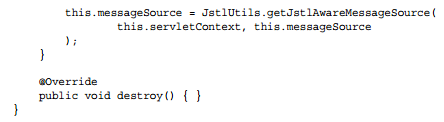 this.messageSource = JstlUtils.getJstlAwareMessageSource(
this.servletContext, this.messageSource
);
}
@Override
public void destroy() { }
}